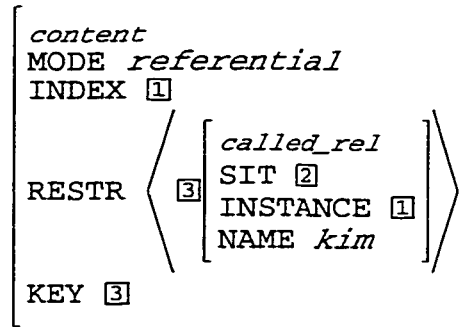 content
MODE referential
INDEX 1
called_rel
SIT 2
RESTR 3
INSTANCE 1
NAME kim
KEY 3